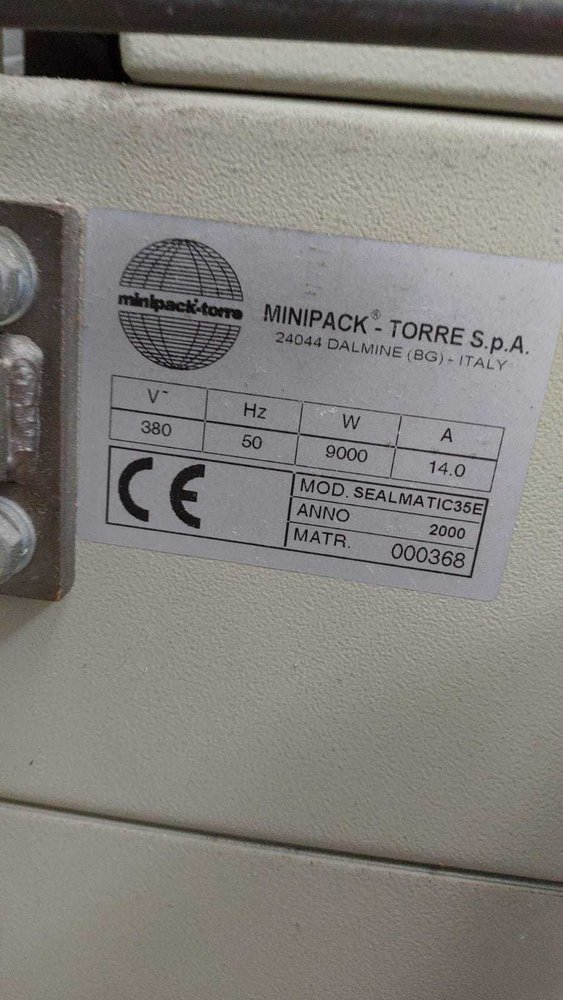 minipack-torre
MINIPACK® - TORRE S.p.A.
24044 DALMINE (BG) - ITALY
V~ Hz W A
380 50 9000 14.0
CE
MOD. SEALMATIC35E
ANNO 2000
MATR. 000368